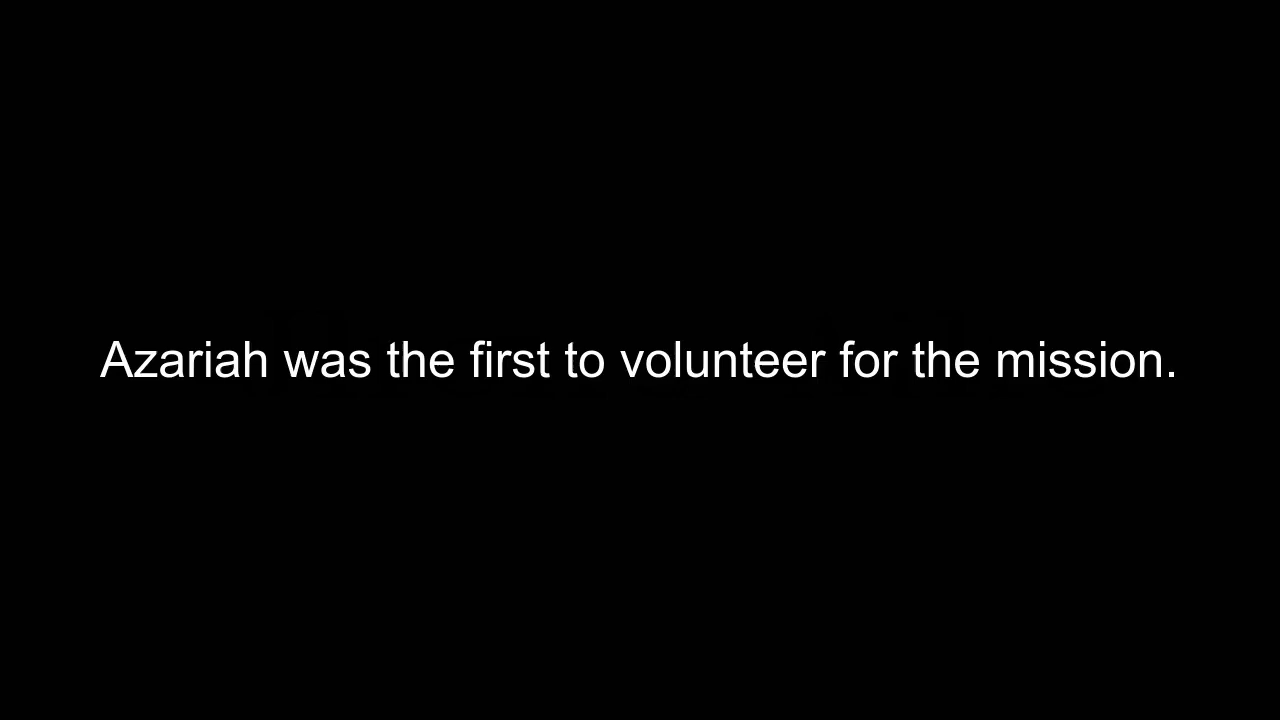 Azariah was the first to volunteer for the mission.